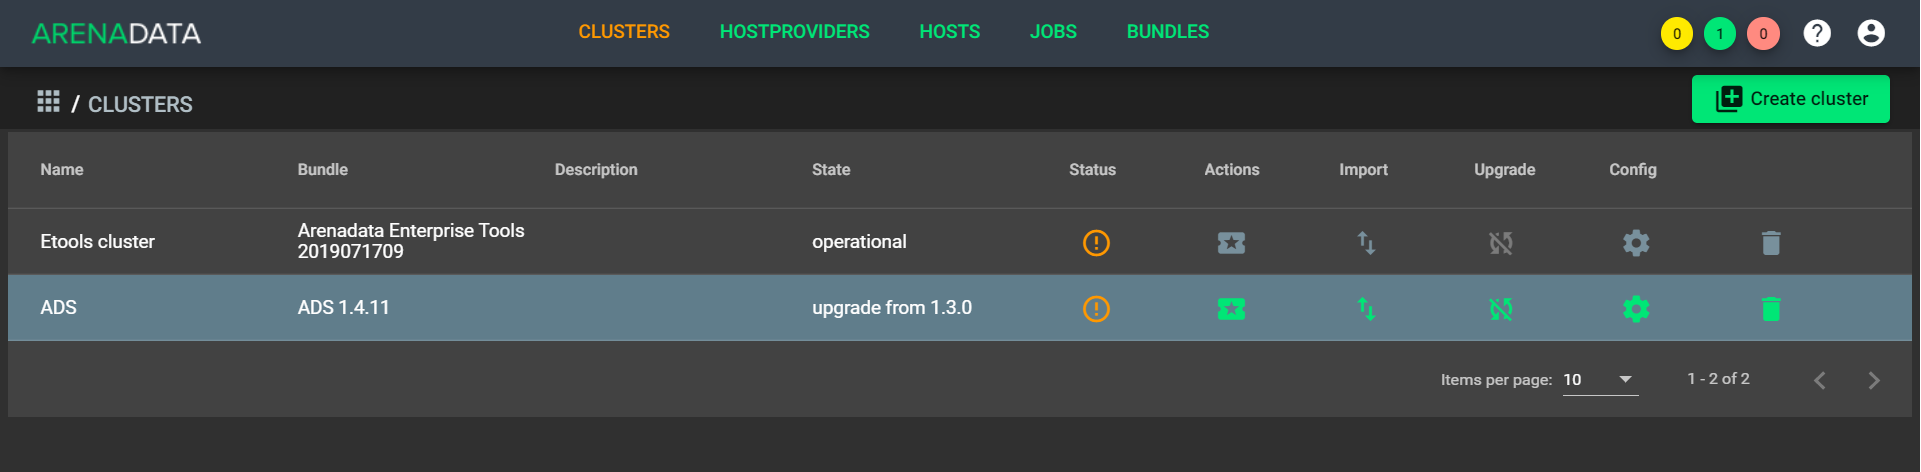 ARENADATA
CLUSTERS HOSTPROVIDERS HOSTS JOBS BUNDLES
0 1 0 ?
/ CLUSTERS
Create cluster
Name Bundle Description State Status Actions Import Upgrade Config
Etools cluster Arenadata Enterprise Tools operational
2019071709
ADS ADS 1.4.11 upgrade from 1.3.0
Items per page: 10 1 - 2 of 2